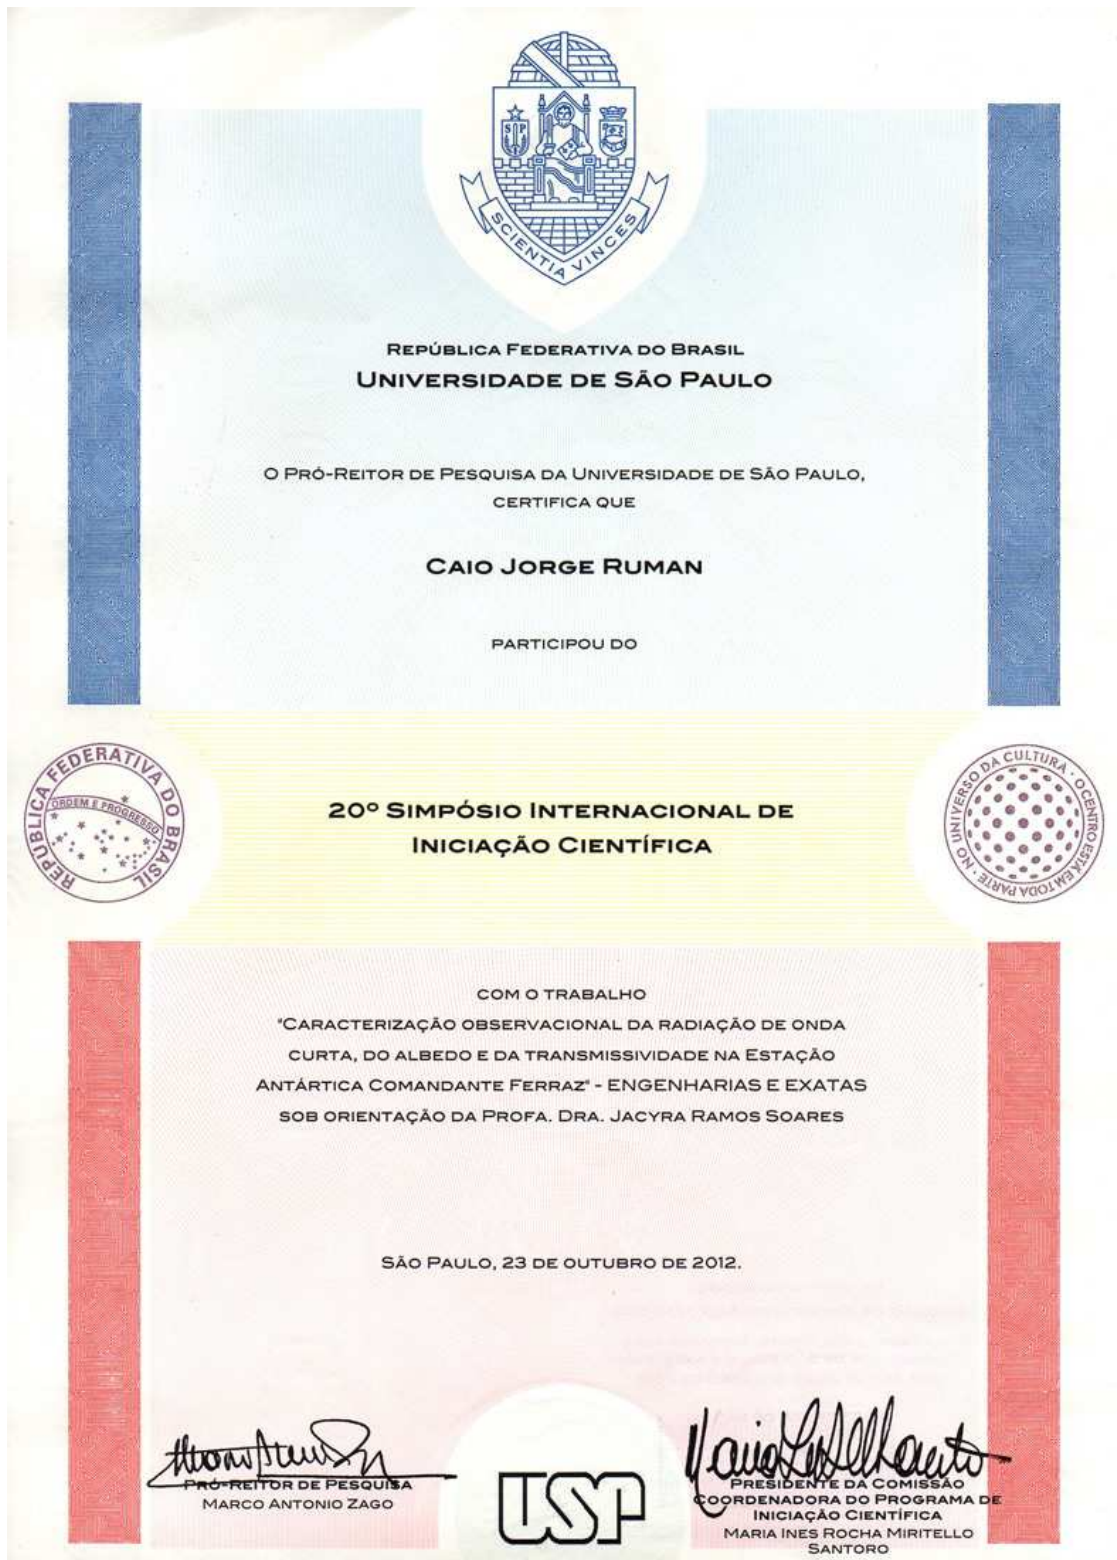 S P
SCIENTIA VINCES
REPÚBLICA FEDERATIVA DO BRASIL
UNIVERSIDADE DE SÃO PAULO
O PRÓ-REITOR DE PESQUISA DA UNIVERSIDADE DE SÃO PAULO,
CERTIFICA QUE
CAIO JORGE RUMAN
PARTICIPOU DO
REPÚBLICA FEDERATIVA DO BRASIL
ORDEM E PROGRESSO
NO UNIVERSO DA CULTURA · O CENTRO ESTÁ EM TODA PARTE ·
20º SIMPÓSIO INTERNACIONAL DE
INICIAÇÃO CIENTÍFICA
COM O TRABALHO
"CARACTERIZAÇÃO OBSERVACIONAL DA RADIAÇÃO DE ONDA
CURTA, DO ALBEDO E DA TRANSMISSIVIDADE NA ESTAÇÃO
ANTÁRTICA COMANDANTE FERRAZ" - ENGENHARIAS E EXATAS
SOB ORIENTAÇÃO DA PROFA. DRA. JACYRA RAMOS SOARES
SÃO PAULO, 23 DE OUTUBRO DE 2012.
PRÓ-REITOR DE PESQUISA
MARCO ANTONIO ZAGO
USP
PRESIDENTE DA COMISSÃO
COORDENADORA DO PROGRAMA DE
INICIAÇÃO CIENTÍFICA
MARIA INES ROCHA MIRITELLO
SANTORO